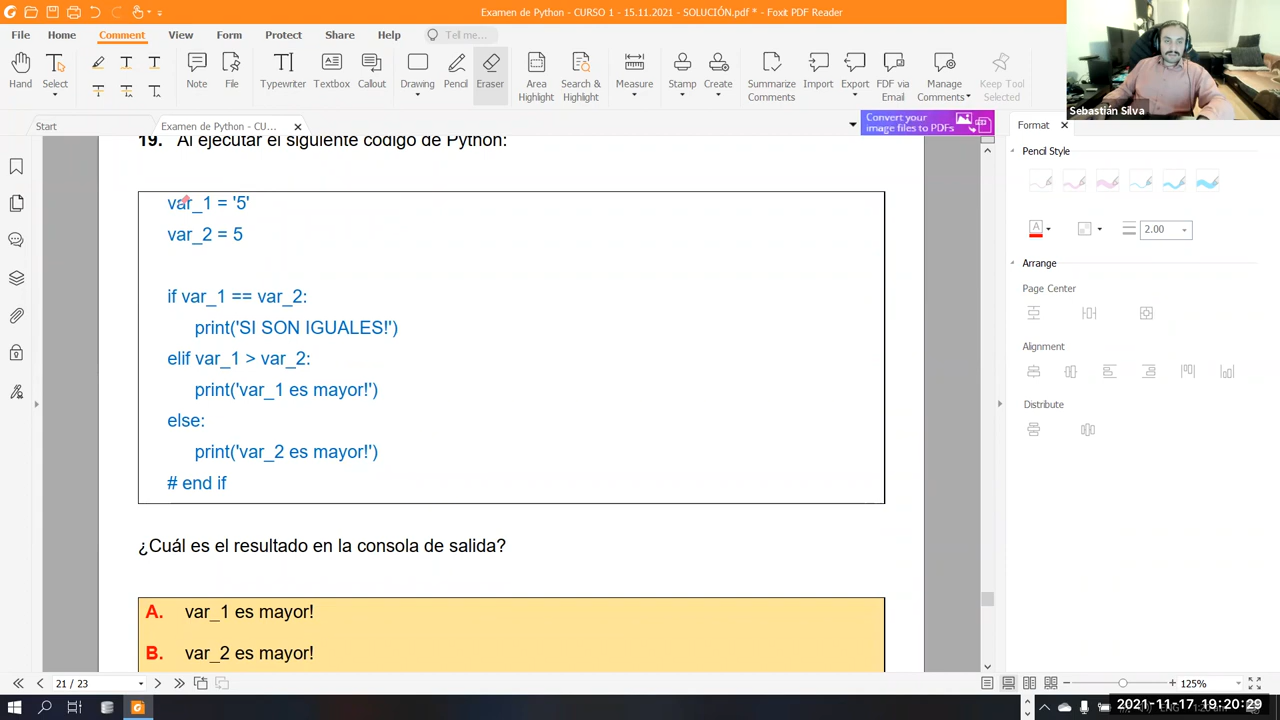 Examen de Python - CURSO 1 - 15.11.2021 - SOLUCIÓN.pdf * - Foxit PDF Reader
File Home Comment View Form Protect Share Help Tell me...
Hand Select Note File Typewriter Textbox Callout Drawing Pencil Eraser Area Highlight Search & Highlight Measure Stamp Create Summarize Comments Import Export FDF via Email Manage Comments Keep Tool Selected
Sebastián Silva
Start Examen de Python - CU...
Convert your image files to PDFs
Format
Pencil Style
2.00
Arrange
Page Center
Alignment
Distribute
19. Al ejecutar el siguiente código de Python:
var_1 = '5'
var_2 = 5
if var_1 == var_2:
print('SI SON IGUALES!')
elif var_1 > var_2:
print('var_1 es mayor!')
else:
print('var_2 es mayor!')
# end if
¿Cuál es el resultado en la consola de salida?
A. var_1 es mayor!
B. var_2 es mayor!
21 / 23
125%
2021-11-17 19:20:29